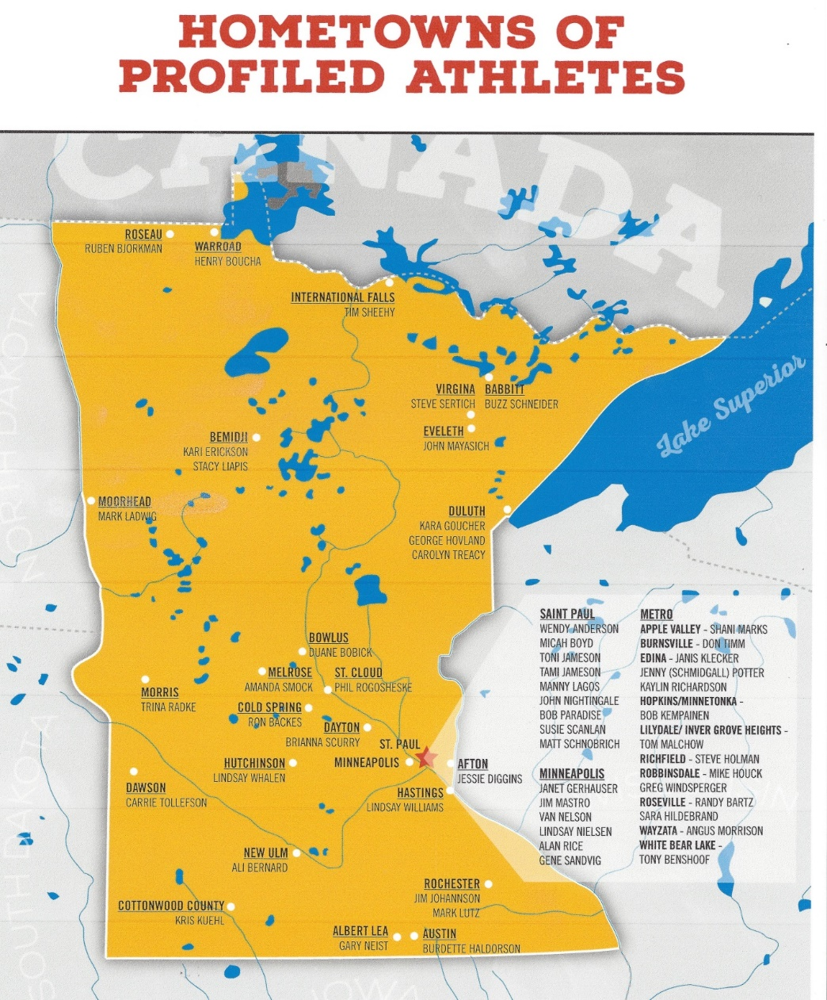 HOMETOWNS OF
PROFILED ATHLETES
CANADA
ROSEAU
RUBEN BJORKMAN
WARROAD
HENRY BOUCHA
INTERNATIONAL FALLS
TIM SHEEHY
NORTH DAKOTA
Lake Superior
VIRGINA
STEVE SERTICH
BABBITT
BUZZ SCHNEIDER
EVELETH
JOHN MAYASICH
BEMIDJI
KARI ERICKSON
STACY LIAPIS
MOORHEAD
MARK LADWIG
DULUTH
KARA GOUCHER
GEORGE HOVLAND
CAROLYN TREACY
BOWLUS
DUANE BOBICK
MELROSE
AMANDA SMOCK
ST. CLOUD
PHIL ROGOSHESKE
MORRIS
TRINA RADKE
COLD SPRING
RON BACKES
DAYTON
BRIANNA SCURRY
ST. PAUL
MINNEAPOLIS
HUTCHINSON
LINDSAY WHALEN
AFTON
JESSIE DIGGINS
DAWSON
CARRIE TOLLEFSON
HASTINGS
LINDSAY WILLIAMS
SOUTH DAKOTA
NEW ULM
ALI BERNARD
ROCHESTER
JIM JOHANNSON
MARK LUTZ
COTTONWOOD COUNTY
KRIS KUEHL
ALBERT LEA
GARY NEIST
AUSTIN
BURDETTE HALDORSON
IOWA
SAINT PAUL
WENDY ANDERSON
MICAH BOYD
TONI JAMESON
TAMI JAMESON
MANNY LAGOS
JOHN NIGHTINGALE
BOB PARADISE
SUSIE SCANLAN
MATT SCHNOBRICH
MINNEAPOLIS
JANET GERHAUSER
JIM MASTRO
VAN NELSON
LINDSAY NIELSEN
ALAN RICE
GENE SANDVIG
METRO
APPLE VALLEY - SHANI MARKS
BURNSVILLE - DON TIMM
EDINA - JANIS KLECKER
JENNY (SCHMIDGALL) POTTER
KAYLIN RICHARDSON
HOPKINS/MINNETONKA -
BOB KEMPAINEN
LILYDALE/ INVER GROVE HEIGHTS -
TOM MALCHOW
RICHFIELD - STEVE HOLMAN
ROBBINSDALE - MIKE HOUCK
GREG WINDSPERGER
ROSEVILLE - RANDY BARTZ
SARA HILDEBRAND
WAYZATA - ANGUS MORRISON
WHITE BEAR LAKE -
TONY BENSHOOF